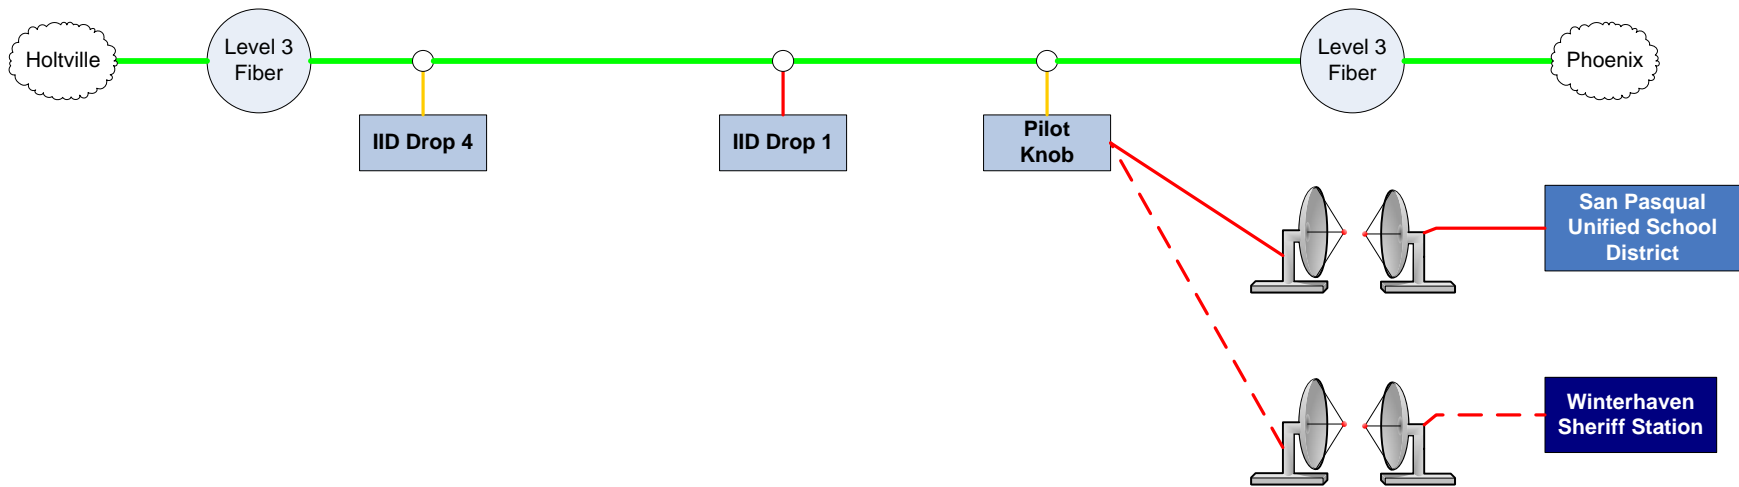 Holtville
Level 3
Fiber
Level 3
Fiber
Phoenix
IID Drop 4
IID Drop 1
Pilot
Knob
San Pasqual
Unified School
District
Winterhaven
Sheriff Station